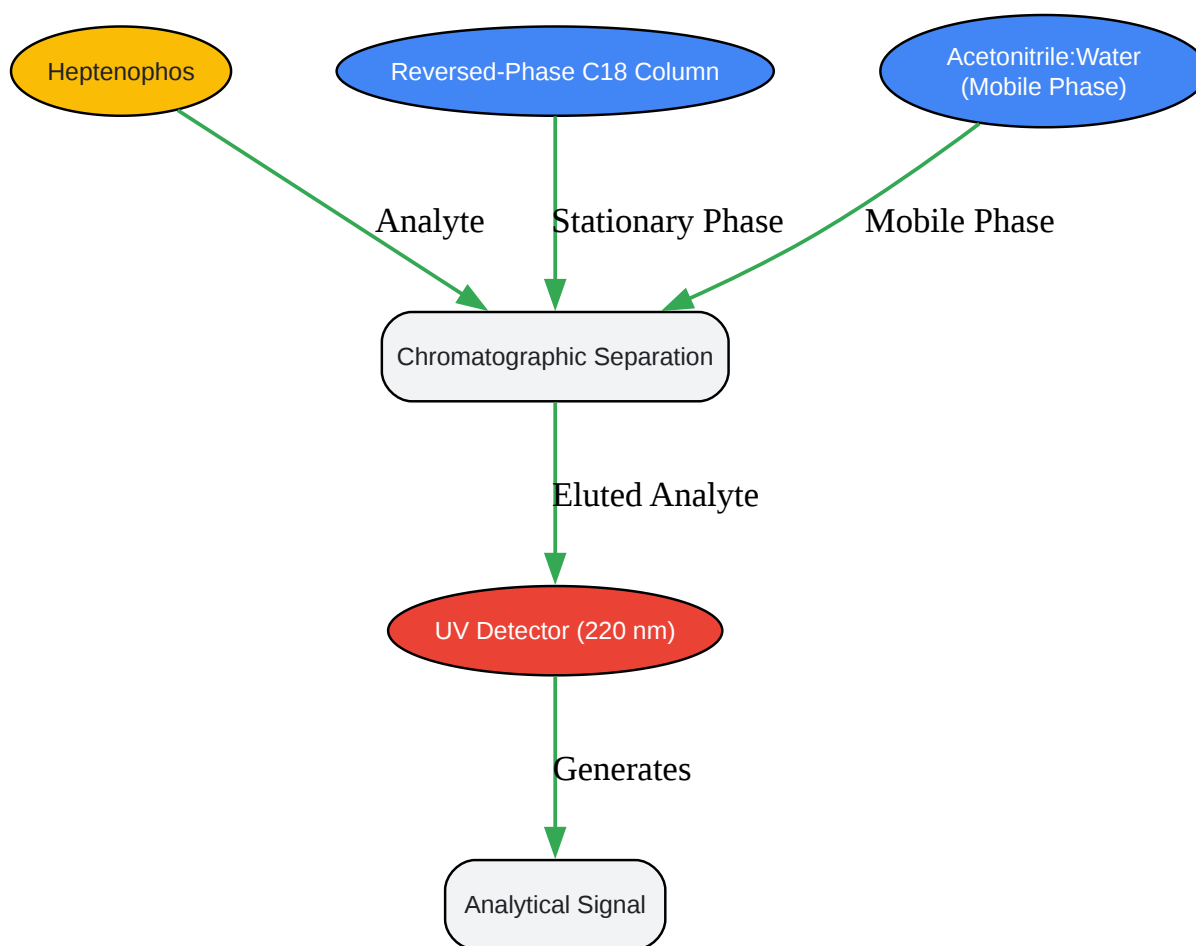 Heptenophos
Reversed-Phase C18 Column
Acetonitrile:Water
(Mobile Phase)
Analyte
Stationary Phase
Mobile Phase
Chromatographic Separation
Eluted Analyte
UV Detector (220 nm)
Generates
Analytical Signal